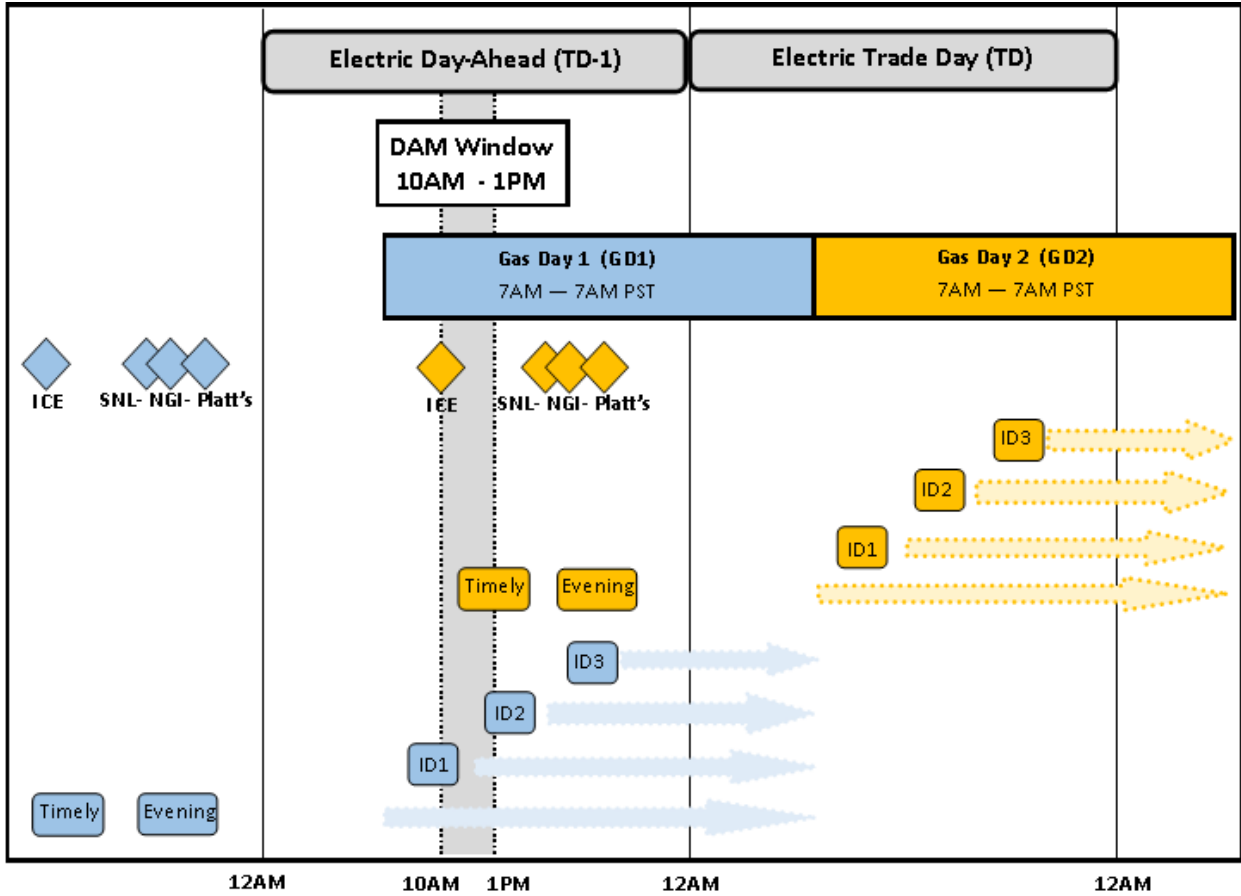 Electric Day-Ahead (TD-1)
Electric Trade Day (TD)
DAM Window
10AM - 1PM
Gas Day 1 (GD1)
7AM — 7AM PST
Gas Day 2 (GD2)
7AM — 7AM PST
ICE
SNL- NGI- Platt's
ICE
SNL- NGI- Platt's
ID3
ID2
ID1
Timely
Evening
ID3
ID2
ID1
Timely
Evening
12AM
10AM
1PM
12AM
12AM